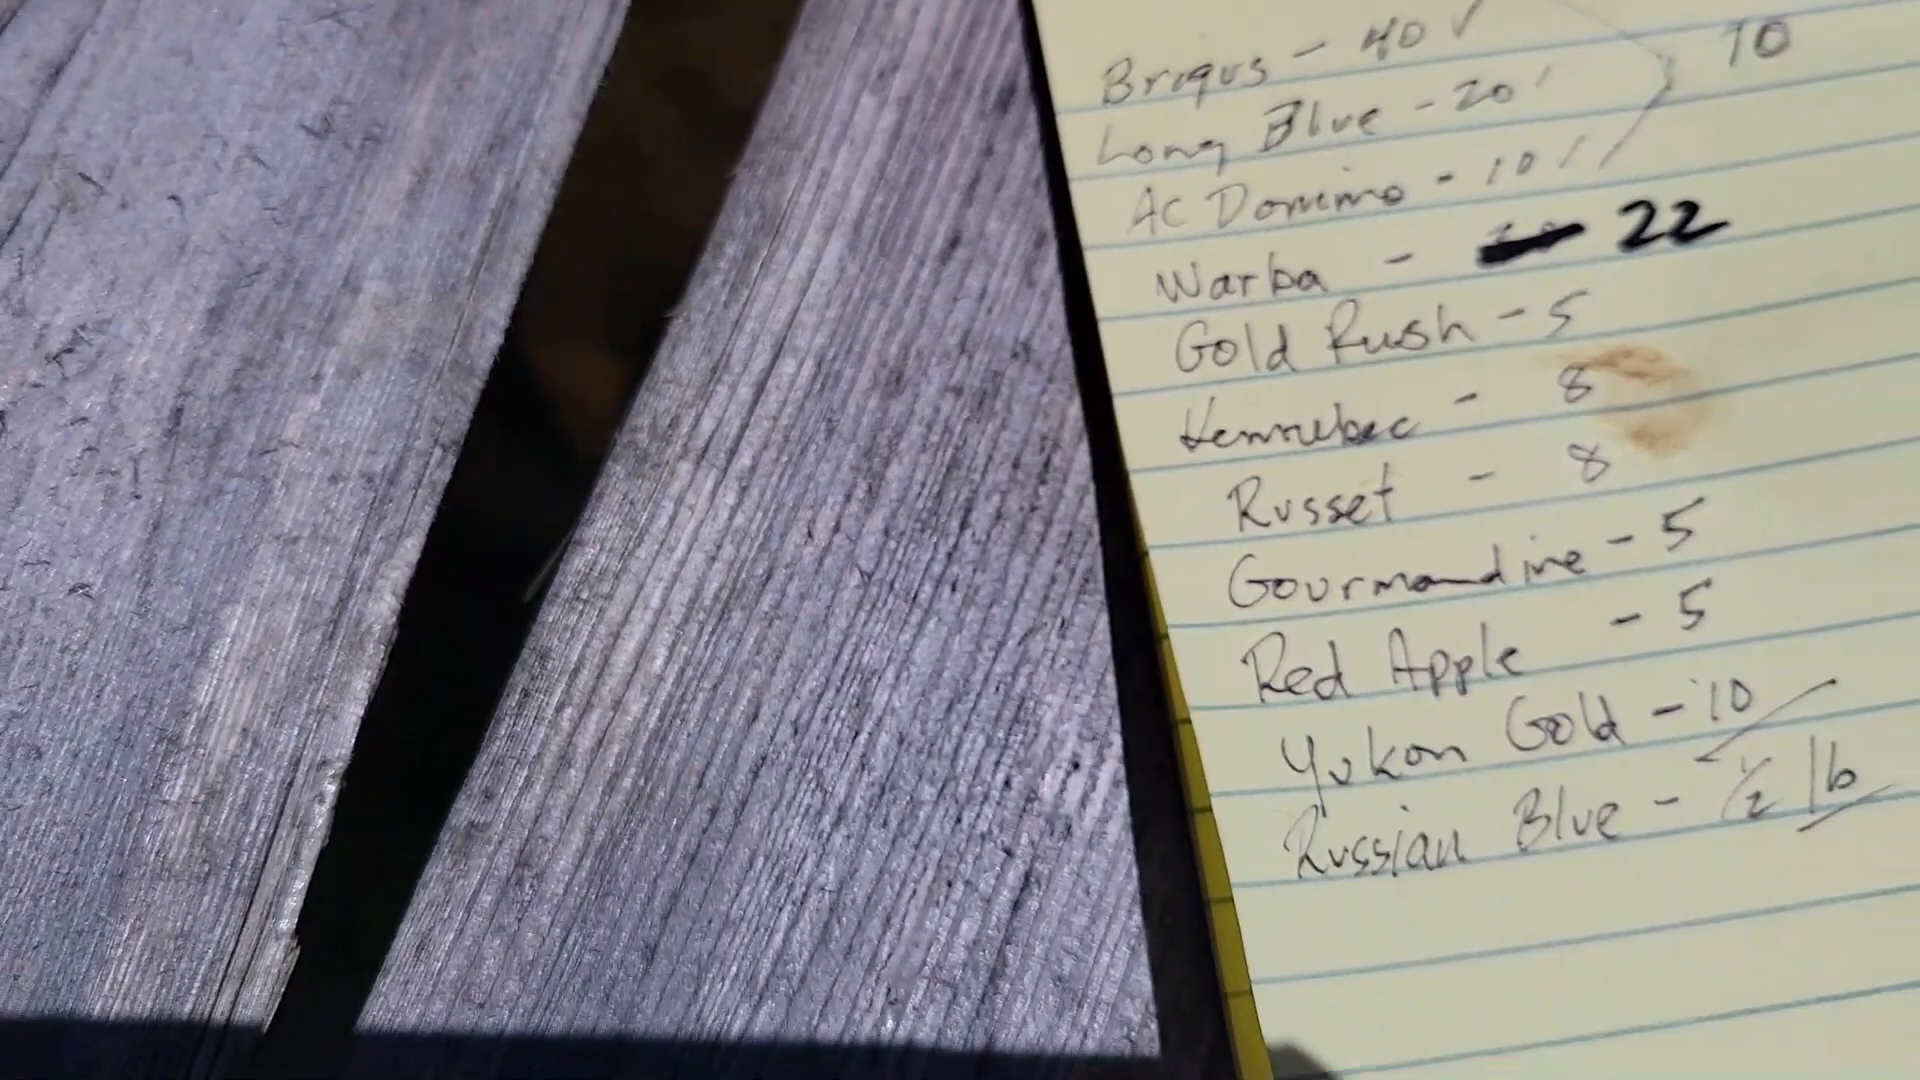 Brigus - 40 ✓
10
Long Blue - 20
AC Domino - 10
Warba - 22
Gold Rush - 5
Kennebec - 8
Russet - 8
Gourmandine - 5
Red Apple - 5
Yukon Gold - 10
Russian Blue - 1/2 lb